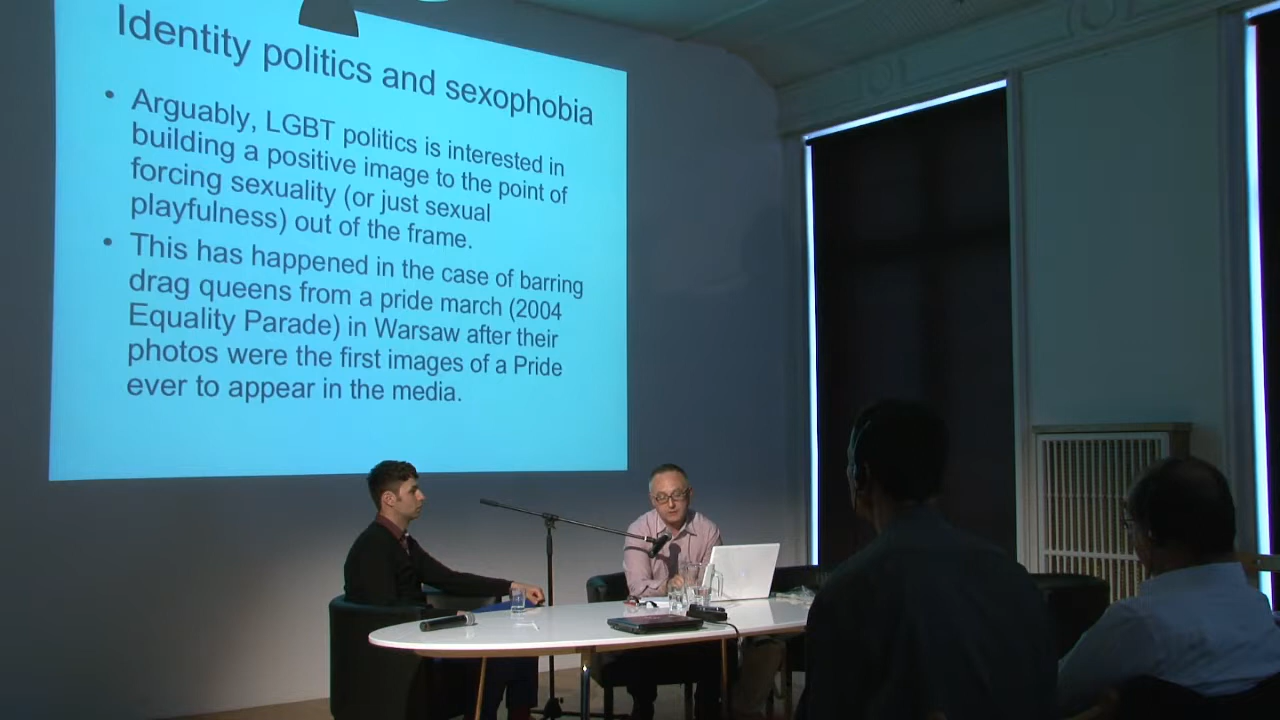 Identity politics and sexophobia
• Arguably, LGBT politics is interested in
building a positive image to the point of
forcing sexuality (or just sexual
playfulness) out of the frame.
• This has happened in the case of barring
drag queens from a pride march (2004
Equality Parade) in Warsaw after their
photos were the first images of a Pride
ever to appear in the media.